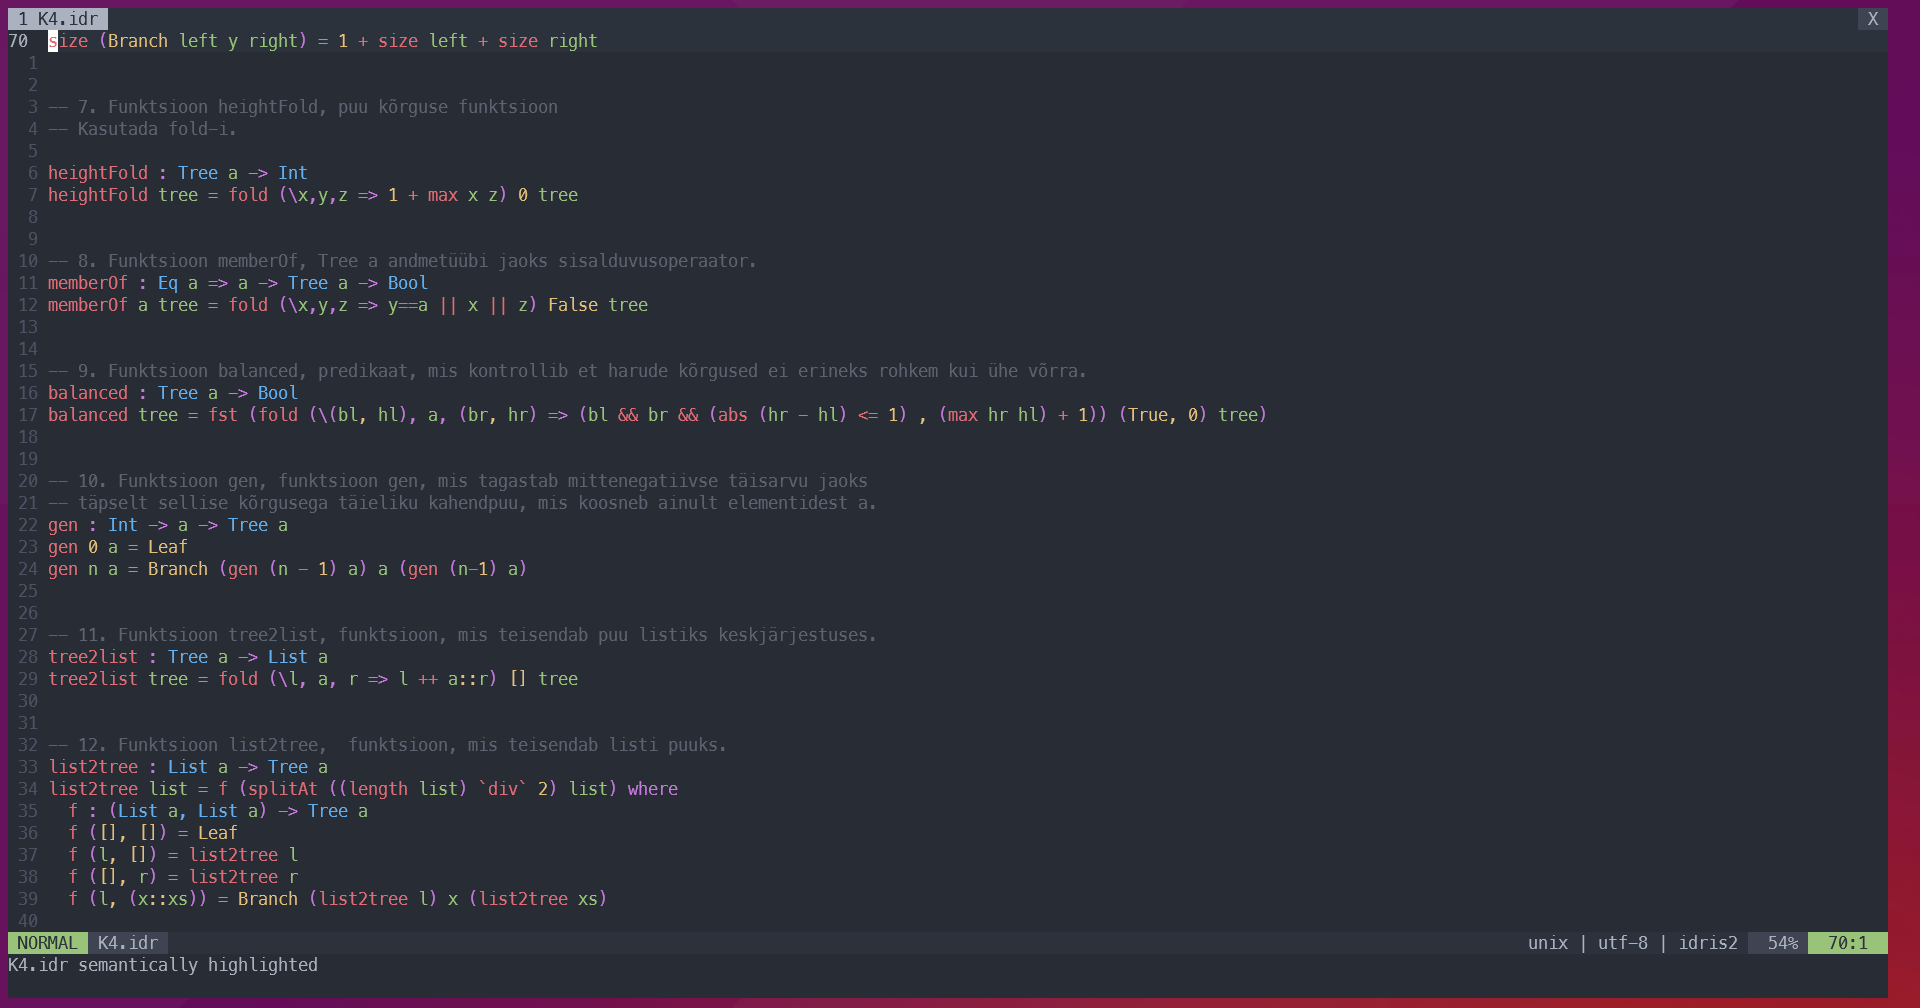 1 K4.idr X
70 size (Branch left y right) = 1 + size left + size right
1
2
3 -- 7. Funktsioon heightFold, puu kõrguse funktsioon
4 -- Kasutada fold-i.
5
6 heightFold : Tree a -> Int
7 heightFold tree = fold (\x,y,z => 1 + max x z) 0 tree
8
9
10 -- 8. Funktsioon memberOf, Tree a andmetüübi jaoks sisalduvusoperaator.
11 memberOf : Eq a => a -> Tree a -> Bool
12 memberOf a tree = fold (\x,y,z => y==a || x || z) False tree
13
14
15 -- 9. Funktsioon balanced, predikaat, mis kontrollib et harude kõrgused ei erineks rohkem kui ühe võrra.
16 balanced : Tree a -> Bool
17 balanced tree = fst (fold (\(bl, hl), a, (br, hr) => (bl && br && (abs (hr - hl) <= 1) , (max hr hl) + 1)) (True, 0) tree)
18
19
20 -- 10. Funktsioon gen, funktsioon gen, mis tagastab mittenegatiivse täisarvu jaoks
21 -- täpselt sellise kõrgusega täieliku kahendpuu, mis koosneb ainult elementidest a.
22 gen : Int -> a -> Tree a
23 gen 0 a = Leaf
24 gen n a = Branch (gen (n - 1) a) a (gen (n-1) a)
25
26
27 -- 11. Funktsioon tree2list, funktsioon, mis teisendab puu listiks keskjärjestuses.
28 tree2list : Tree a -> List a
29 tree2list tree = fold (\l, a, r => l ++ a::r) [] tree
30
31
32 -- 12. Funktsioon list2tree,  funktsioon, mis teisendab listi puuks.
33 list2tree : List a -> Tree a
34 list2tree list = f (splitAt ((length list) `div` 2) list) where
35   f : (List a, List a) -> Tree a
36   f ([], []) = Leaf
37   f (l, []) = list2tree l
38   f ([], r) = list2tree r
39   f (l, (x::xs)) = Branch (list2tree l) x (list2tree xs)
40
NORMAL K4.idr unix | utf-8 | idris2 54% 70:1
K4.idr semantically highlighted